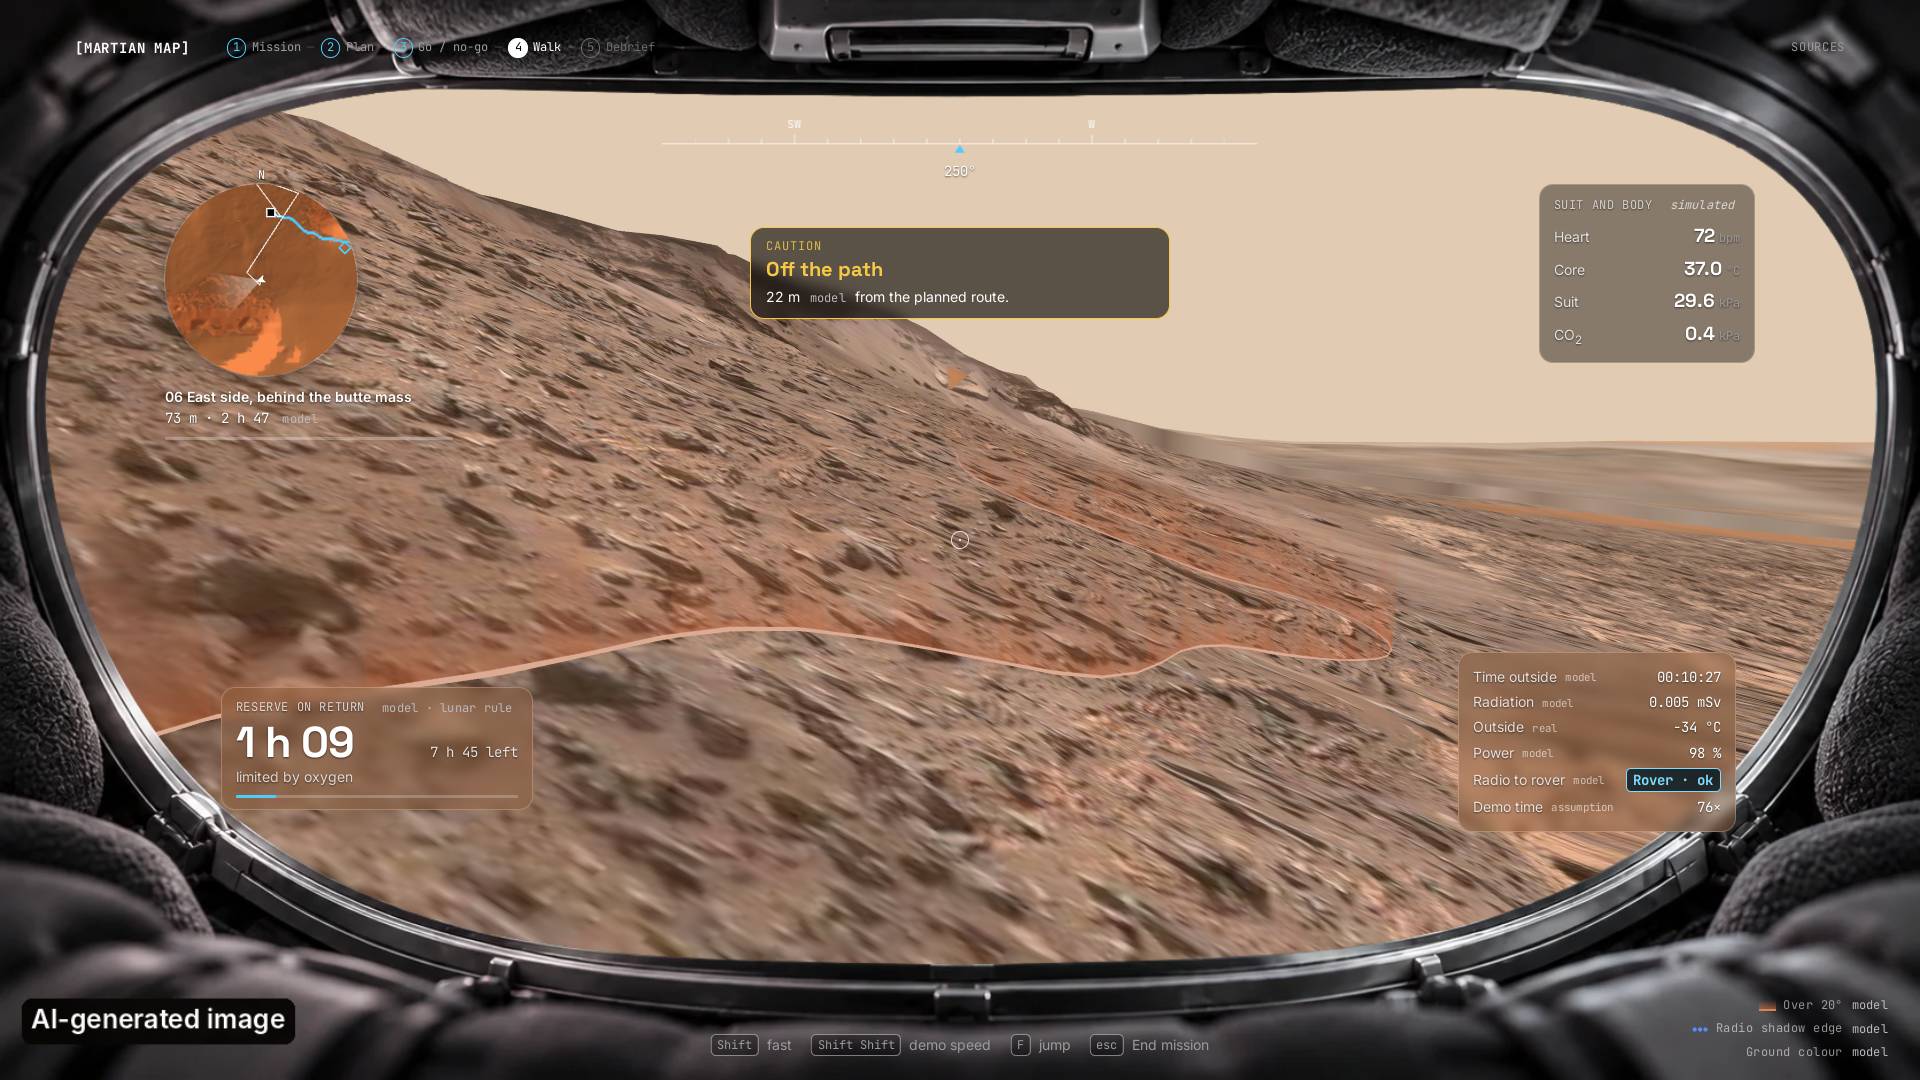 [MARTIAN MAP] 1 Mission 2 Plan 3 Go / no-go 4 Walk 5 Debrief SOURCES
SW W
250°
N
06 East side, behind the butte mass
73 m · 2 h 47 model
CAUTION
Off the path
22 m model from the planned route.
SUIT AND BODY simulated
Heart 72 bpm
Core 37.0 °C
Suit 29.6 kPa
CO2 0.4 kPa
RESERVE ON RETURN model · lunar rule
1 h 09 7 h 45 left
limited by oxygen
Time outside model 00:10:27
Radiation model 0.005 mSv
Outside real -34 °C
Power model 98 %
Radio to rover model Rover · ok
Demo time assumption 76×
AI-generated image
Shift fast Shift Shift demo speed F jump esc End mission
Over 20° model
Radio shadow edge model
Ground colour model